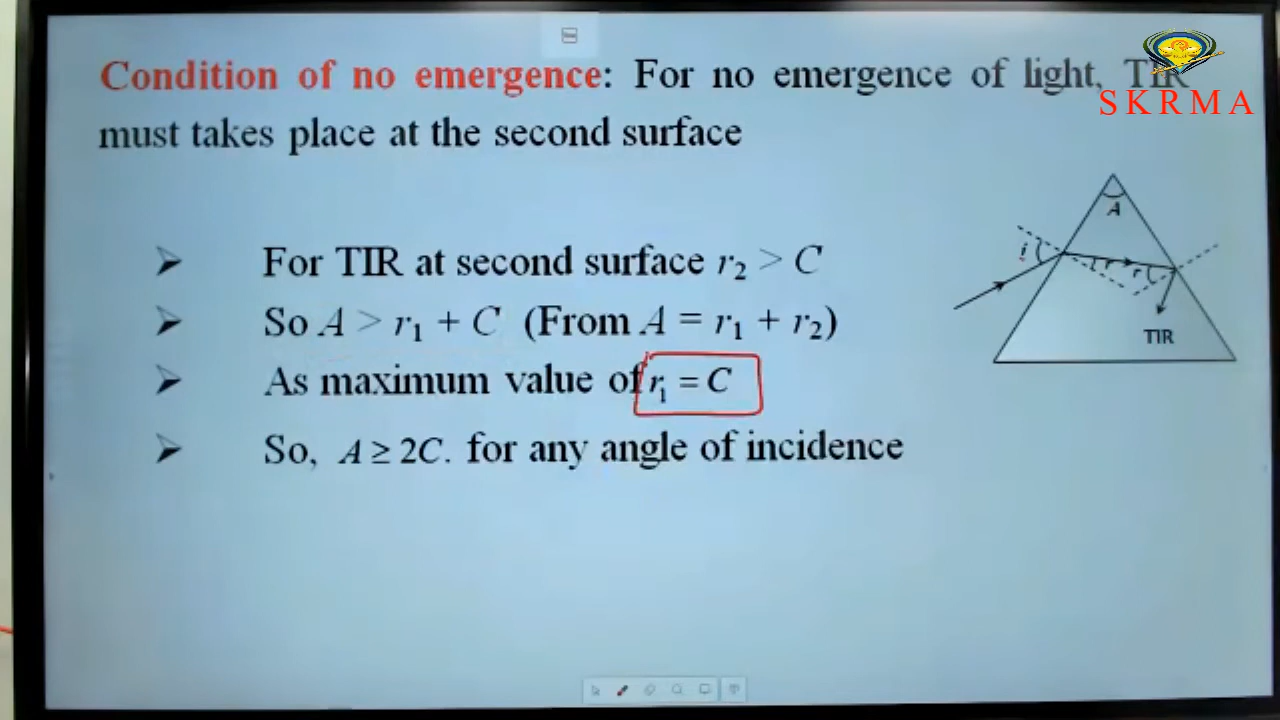 Condition of no emergence: For no emergence of light, TIR
SKRMA
must takes place at the second surface
➢ For TIR at second surface r₂ > C
➢ So A > r₁ + C (From A = r₁ + r₂)
➢ As maximum value of r₁ = C
➢ So, A ≥ 2C. for any angle of incidence
A
i
r r
TIR